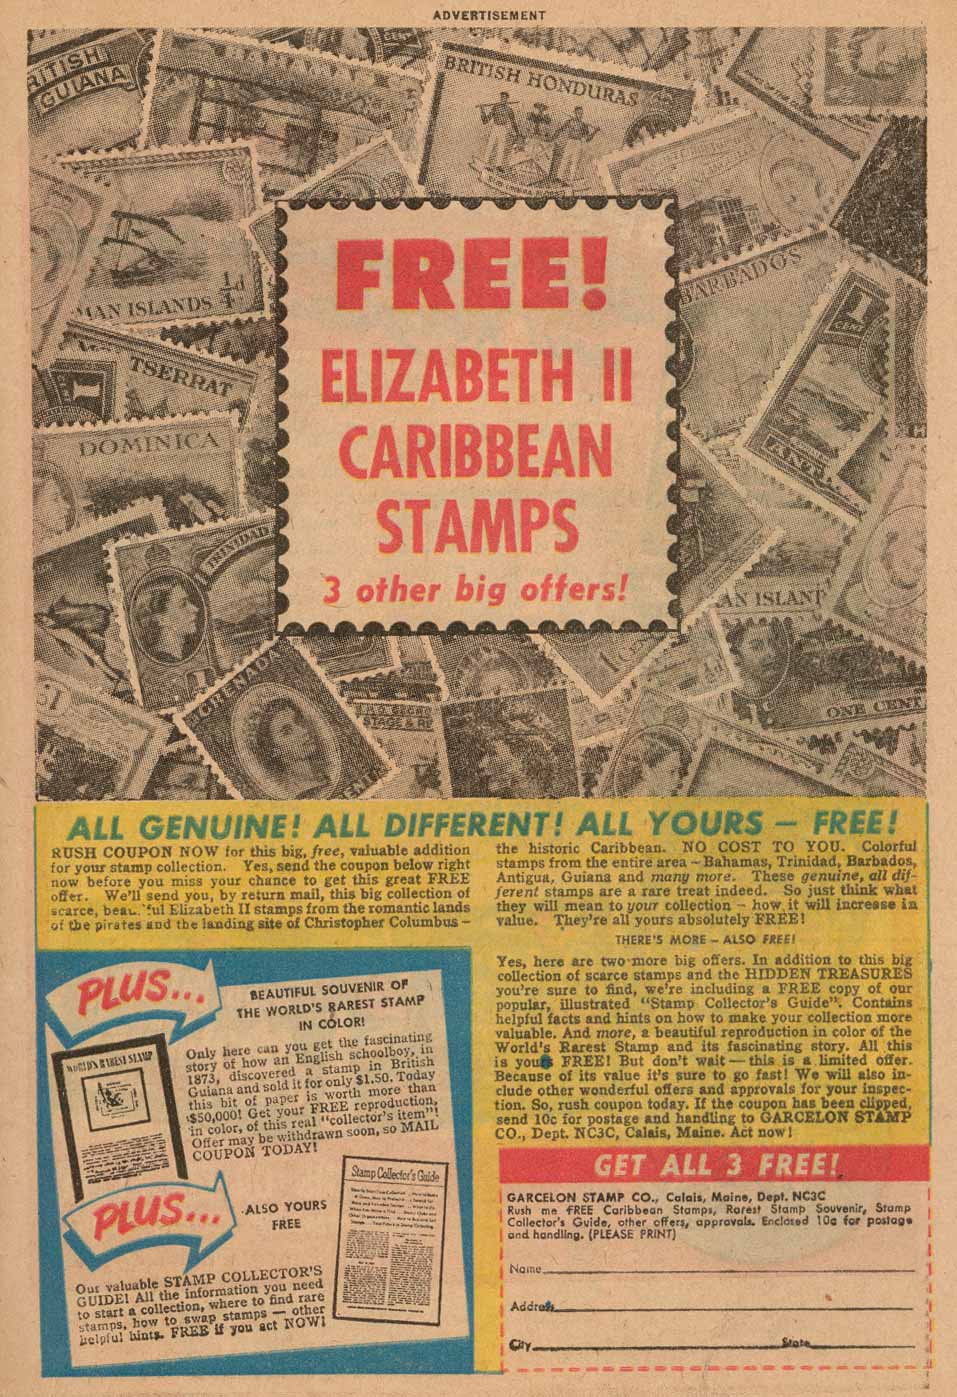 ADVERTISEMENT
BRITISH
GUIANA
CENT
BRITISH HONDURAS
MAN ISLANDS ½d
BARBADOS
1
CENT
TSERRAT
1
DOMINICA
ANTI
TRINIDAD
1
AN ISLAN
GRENADA
1 CEN
STAGE & RE
ONE CENT
FREE!
ELIZABETH II
CARIBBEAN
STAMPS
3 other big offers!
ALL GENUINE! ALL DIFFERENT! ALL YOURS — FREE!
RUSH COUPON NOW for this big, free, valuable addition
for your stamp collection. Yes, send the coupon below right
now before you miss your chance to get this great FREE
offer. We'll send you, by return mail, this big collection of
scarce, beau..ful Elizabeth II stamps from the romantic lands
of the pirates and the landing site of Christopher Columbus —
the historic Caribbean. NO COST TO YOU. Colorful
stamps from the entire area – Bahamas, Trinidad, Barbados,
Antigua, Guiana and many more. These genuine, all dif-
ferent stamps are a rare treat indeed. So just think what
they will mean to your collection – how it will increase in
value. They're all yours absolutely FREE!
THERE'S MORE – ALSO FREE!
Yes, here are two more big offers. In addition to this big
collection of scarce stamps and the HIDDEN TREASURES
you're sure to find, we're including a FREE copy of our
popular, illustrated "Stamp Collector's Guide". Contains
helpful facts and hints on how to make your collection more
valuable. And more, a beautiful reproduction in color of the
World's Rarest Stamp and its fascinating story. All this
is yours FREE! But don't wait — this is a limited offer.
Because of its value it's sure to go fast! We will also in-
clude other wonderful offers and approvals for your inspec-
tion. So, rush coupon today. If the coupon has been clipped,
send 10c for postage and handling to GARCELON STAMP
CO., Dept. NC3C, Calais, Maine. Act now!
PLUS...
BEAUTIFUL SOUVENIR OF
THE WORLD'S RAREST STAMP
IN COLOR!
WORLD'S RAREST STAMP
Only here can you get the fascinating
story of how an English schoolboy, in
1873, discovered a stamp in British
Guiana and sold it for only $1.50. Today
this bit of paper is worth more than
$50,000! Get your FREE reproduction,
in color, of this real "collector's item"!
Offer may be withdrawn soon, so MAIL
COUPON TODAY!
PLUS...
ALSO YOURS
FREE
Stamp Collector's Guide
Our valuable STAMP COLLECTOR'S
GUIDE! All the information you need
to start a collection, where to find rare
stamps, how to swap stamps — other
helpful hints. FREE if you act NOW!
GET ALL 3 FREE!
GARCELON STAMP CO., Calais, Maine, Dept. NC3C
Rush me FREE Caribbean Stamps, Rarest Stamp Souvenir, Stamp
Collector's Guide, other offers, approvals. Enclosed 10c for postage
and handling. (PLEASE PRINT)
Name
Address
City State